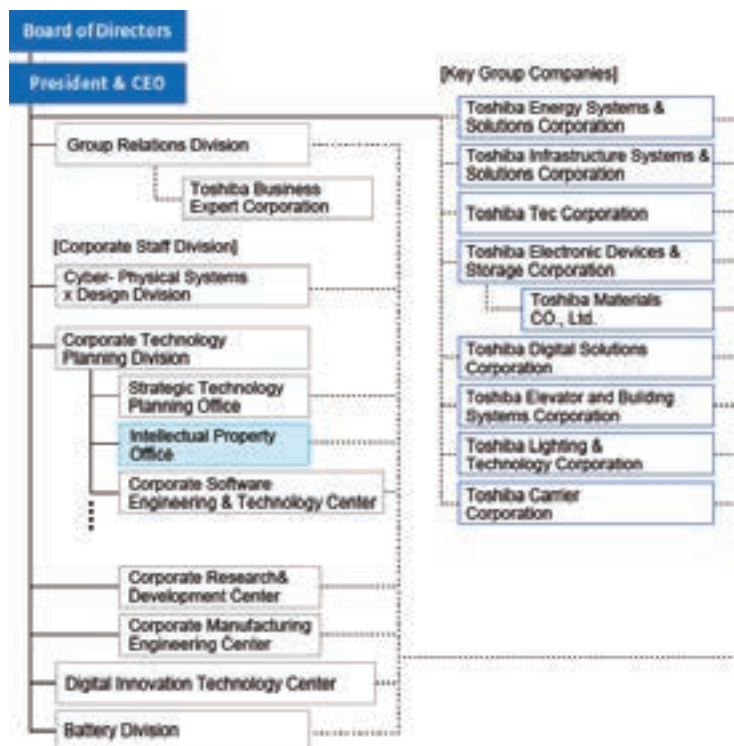 Board of Directors
President & CEO
Group Relations Division
Toshiba Business
Expert Corporation
[Corporate Staff Division]
Cyber- Physical Systems
x Design Division
Corporate Technology
Planning Division
Strategic Technology
Planning Office
Intellectual Property
Office
Corporate Software
Engineering & Technology Center
Corporate Research&
Development Center
Corporate Manufacturing
Engineering Center
Digital Innovation Technology Center
Battery Division
[Key Group Companies]
Toshiba Energy Systems &
Solutions Corporation
Toshiba Infrastructure Systems &
Solutions Corporation
Toshiba Tec Corporation
Toshiba Electronic Devices &
Storage Corporation
Toshiba Materials
CO., Ltd.
Toshiba Digital Solutions
Corporation
Toshiba Elevator and Building
Systems Corporation
Toshiba Lighting &
Technology Corporation
Toshiba Carrier
Corporation